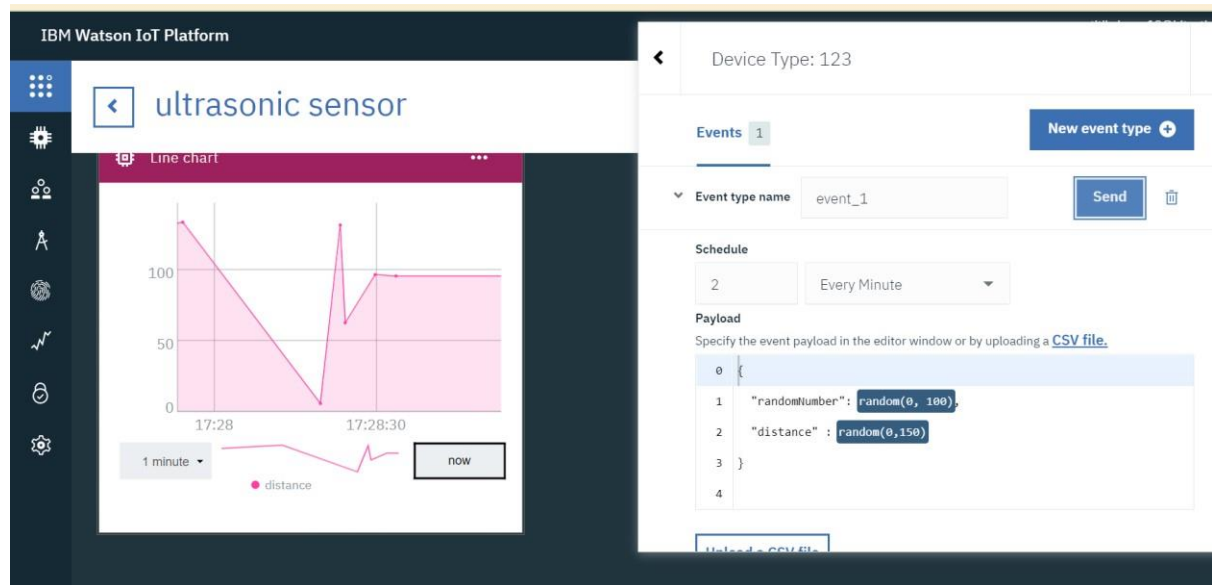 IBM Watson IoT Platform
ultrasonic sensor
Line chart
100
50
0
17:28
17:28:30
1 minute
now
distance
Device Type: 123
Events 1
New event type
Event type name event_1 Send
Schedule
2 Every Minute
Payload
Specify the event payload in the editor window or by uploading a CSV file.
0 {
1 "randomNumber": random(0, 100),
2 "distance" : random(0,150)
3 }
4
Upload a CSV file